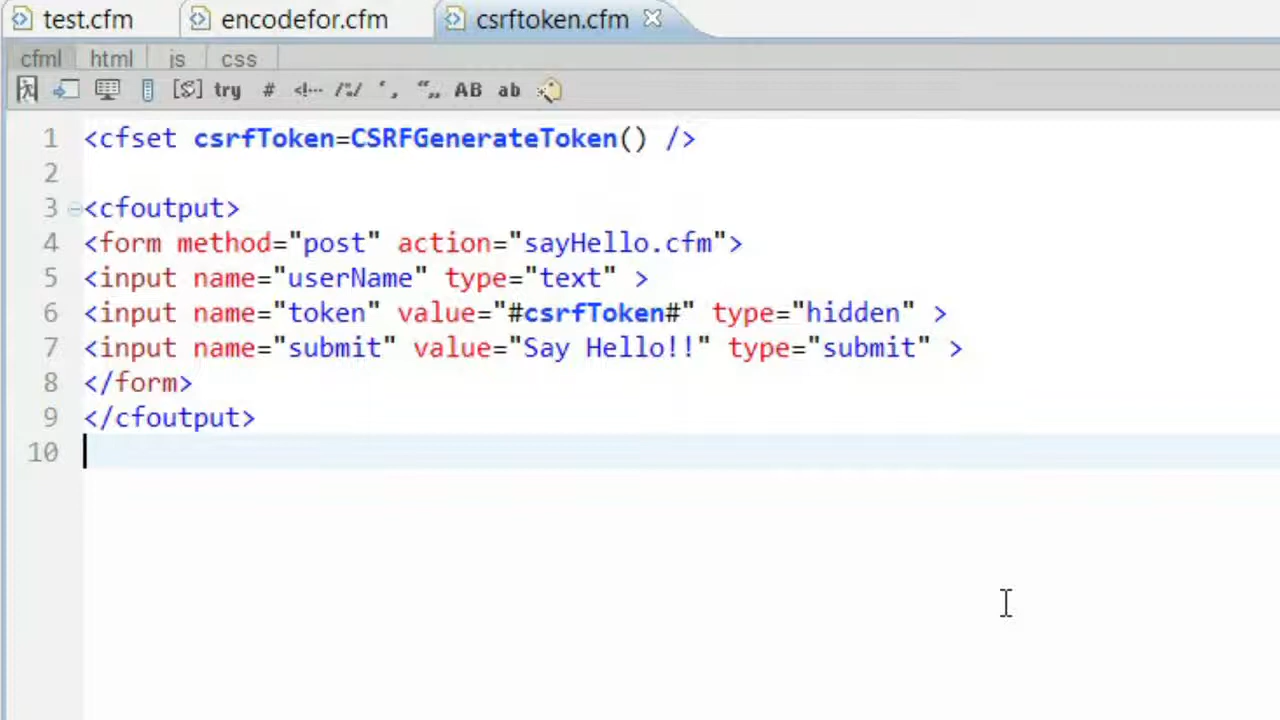 test.cfm encodefor.cfm csrftoken.cfm
cfml html js css
[$] try # <!-- /*/ ‘, “,, AB ab
1 <cfset csrfToken=CSRFGenerateToken() />
2
3 <cfoutput>
4 <form method="post" action="sayHello.cfm">
5 <input name="userName" type="text" >
6 <input name="token" value="#csrfToken#" type="hidden" >
7 <input name="submit" value="Say Hello!!" type="submit" >
8 </form>
9 </cfoutput>
10